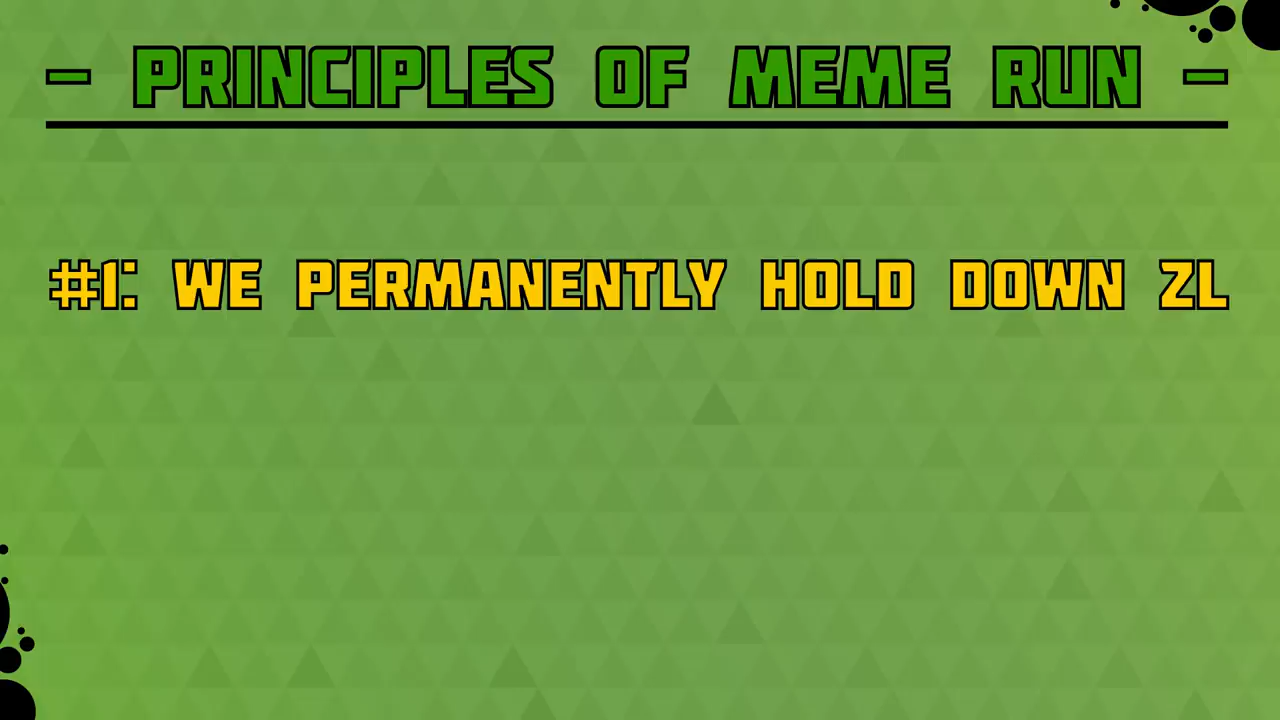 - PRINCIPLES OF MEME RUN -
#1: WE PERMANENTLY HOLD DOWN ZL